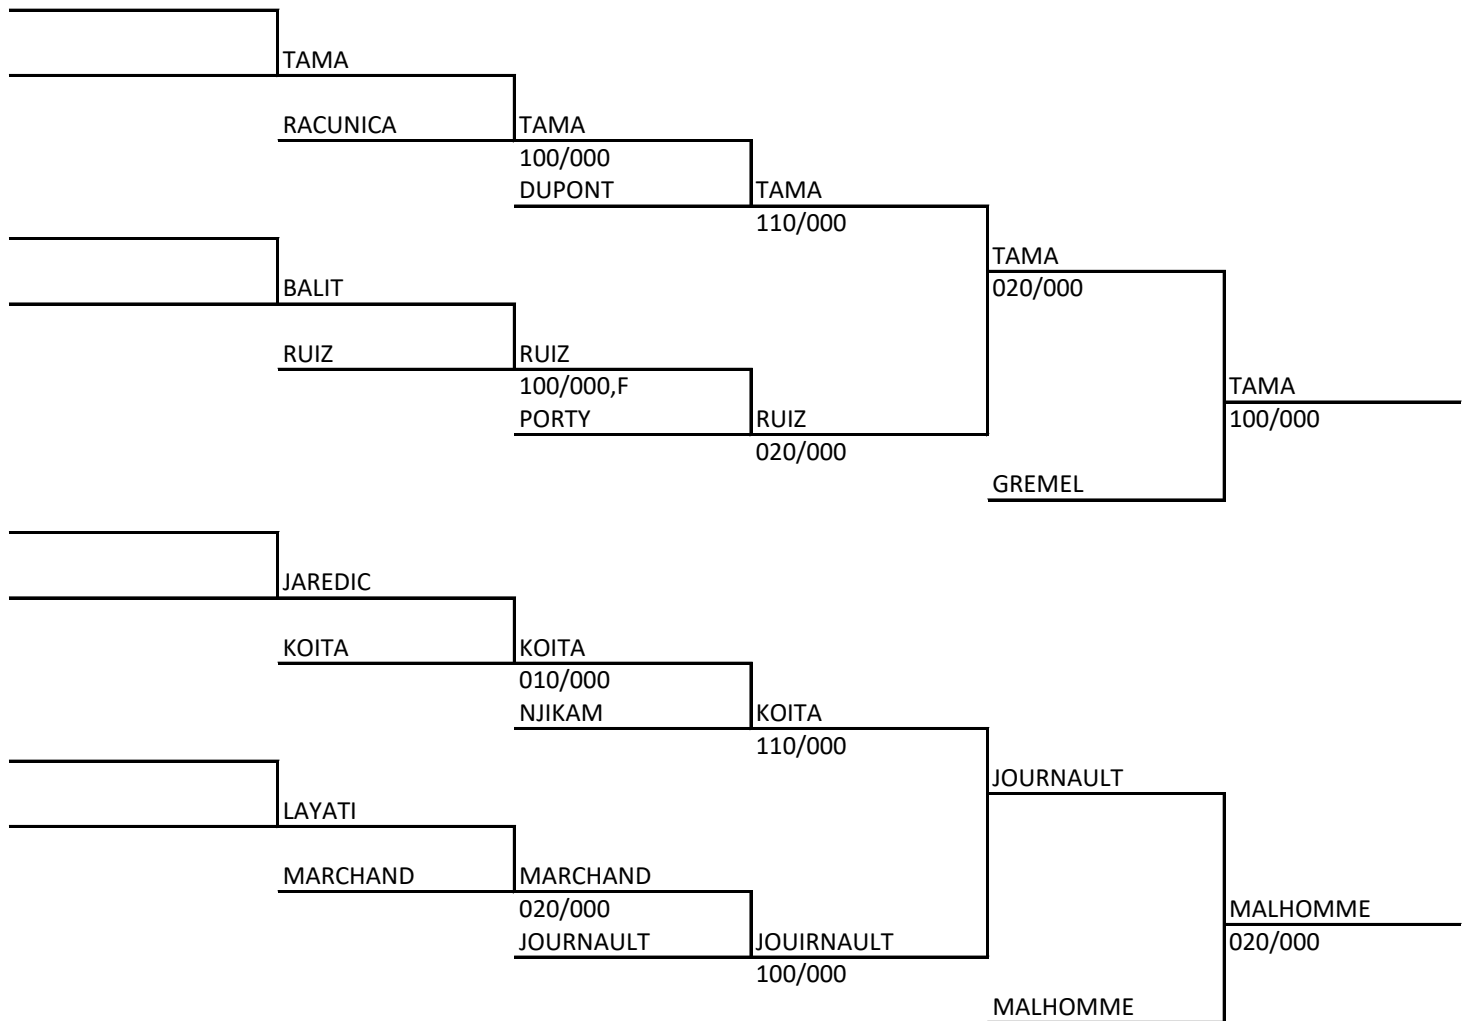 TAMA
RACUNICA
TAMA
100/000
DUPONT
TAMA
110/000
TAMA
020/000
BALIT
RUIZ
RUIZ
100/000,F
PORTY
RUIZ
020/000
TAMA
100/000
GREMEL
JAREDIC
KOITA
KOITA
010/000
NJIKAM
KOITA
110/000
JOURNAULT
LAYATI
MARCHAND
MARCHAND
020/000
JOURNAULT
JOUIRNAULT
100/000
MALHOMME
020/000
MALHOMME